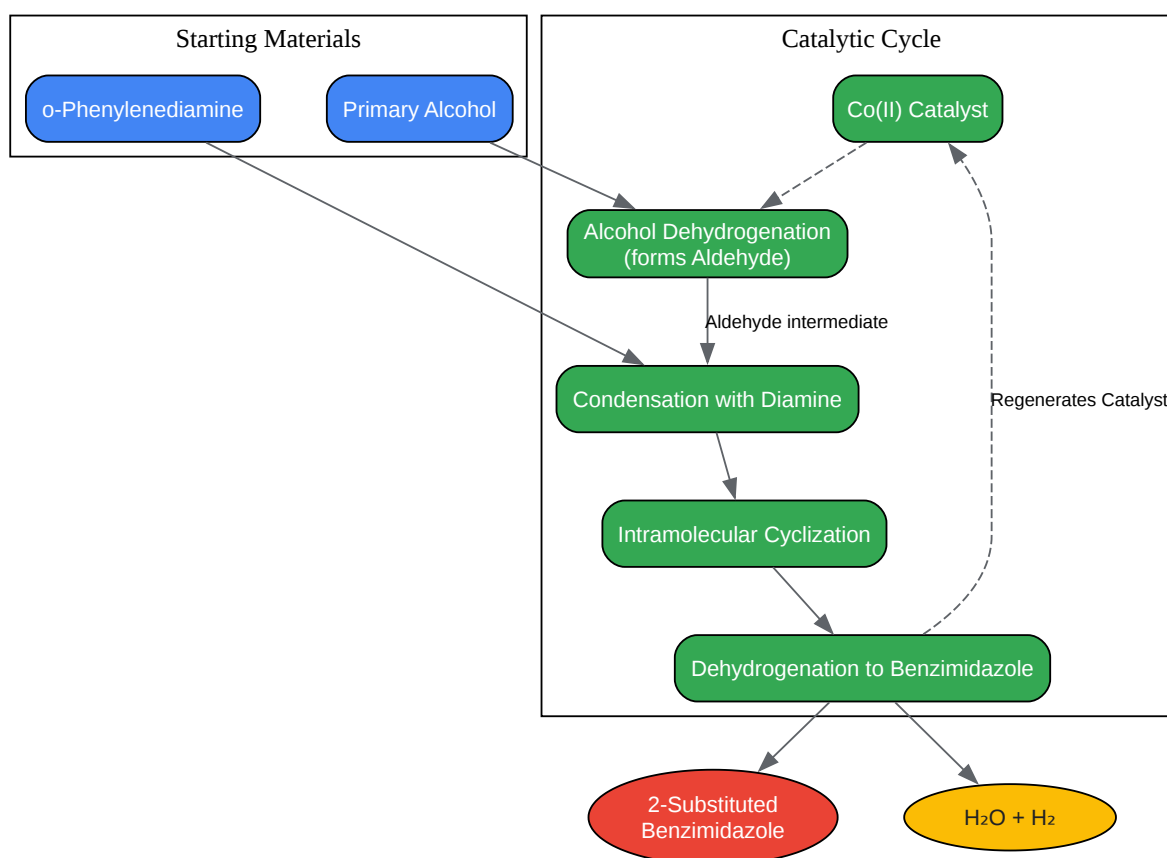 Starting Materials
Catalytic Cycle
o-Phenylenediamine
Primary Alcohol
Co(II) Catalyst
Alcohol Dehydrogenation
(forms Aldehyde)
Aldehyde intermediate
Condensation with Diamine
Regenerates Catalyst
Intramolecular Cyclization
Dehydrogenation to Benzimidazole
2-Substituted
Benzimidazole
H₂O + H₂